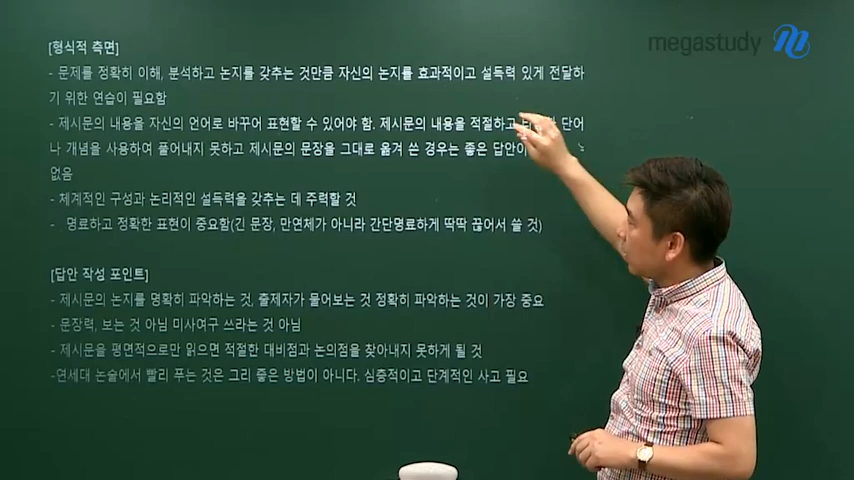 megastudy
[형식적 측면]
- 문제를 정확히 이해, 분석하고 논지를 갖추는 것만큼 자신의 논지를 효과적이고 설득력 있게 전달하
기 위한 연습이 필요함
- 제시문의 내용을 자신의 언어로 바꾸어 표현할 수 있어야 함. 제시문의 내용을 적절하고 단어
나 개념을 사용하여 풀어내지 못하고 제시문의 문장을 그대로 옮겨 쓴 경우는 좋은 답안이
없음
- 체계적인 구성과 논리적인 설득력을 갖추는 데 주력할 것
- 명료하고 정확한 표현이 중요함(긴 문장, 만연체가 아니라 간단명료하게 딱딱 끊어서 쓸 것)
[답안 작성 포인트]
- 제시문의 논지를 명확히 파악하는 것, 출제자가 물어보는 것 정확히 파악하는 것이 가장 중요
- 문장력, 보는 것 아님 미사여구 쓰라는 것 아님
- 제시문을 평면적으로만 읽으면 적절한 대비점과 논의점을 찾아내지 못하게 될 것
-연세대 논술에서 빨리 푸는 것은 그리 좋은 방법이 아니다. 심층적이고 단계적인 사고 필요